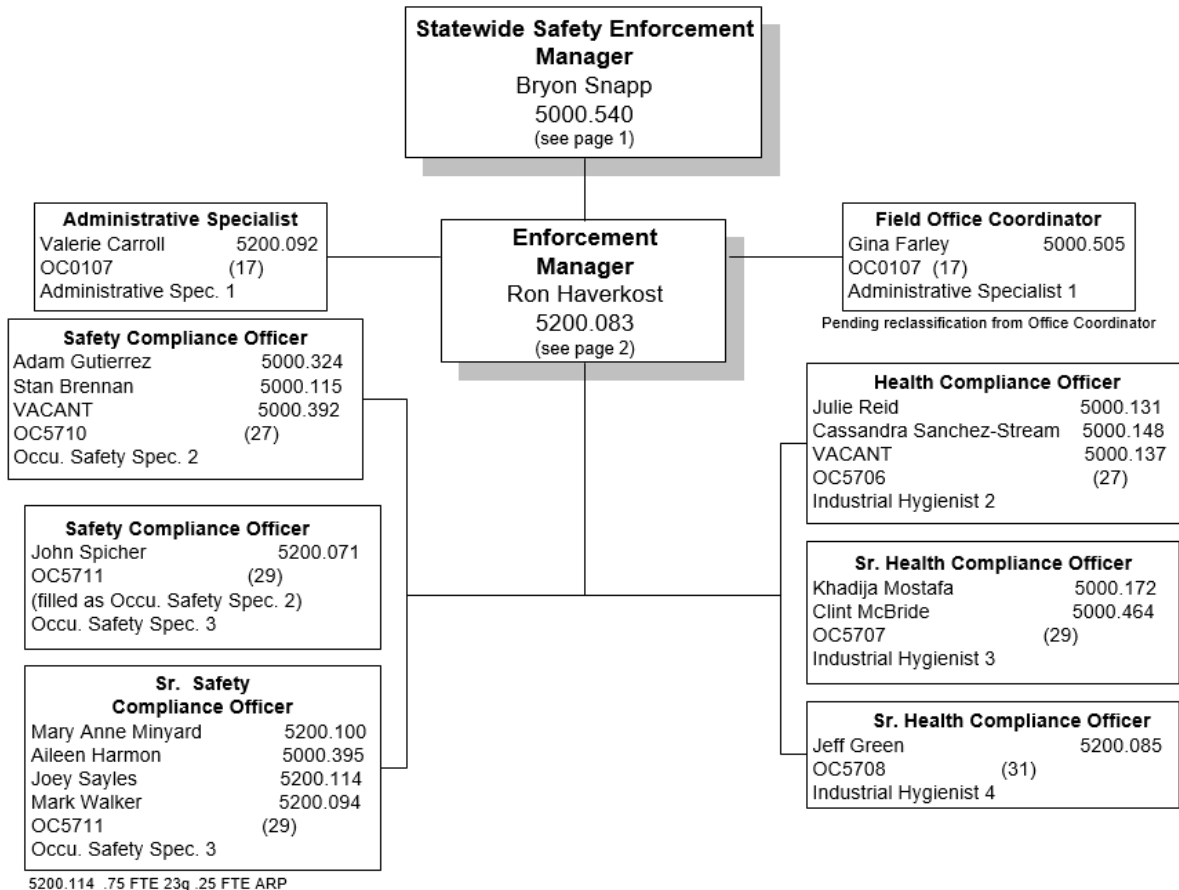 Statewide Safety Enforcement
Manager
Bryon Snapp
5000.540
(see page 1)
Administrative Specialist
Valerie Carroll 5200.092
OC0107 (17)
Administrative Spec. 1
Enforcement
Manager
Ron Haverkost
5200.083
(see page 2)
Field Office Coordinator
Gina Farley 5000.505
OC0107 (17)
Administrative Specialist 1
Pending reclassification from Office Coordinator
Safety Compliance Officer
Adam Gutierrez 5000.324
Stan Brennan 5000.115
VACANT 5000.392
OC5710 (27)
Occu. Safety Spec. 2
Safety Compliance Officer
John Spicher 5200.071
OC5711 (29)
(filled as Occu. Safety Spec. 2)
Occu. Safety Spec. 3
Sr. Safety
Compliance Officer
Mary Anne Minyard 5200.100
Aileen Harmon 5000.395
Joey Sayles 5200.114
Mark Walker 5200.094
OC5711 (29)
Occu. Safety Spec. 3
5200.114 .75 FTE 23g .25 FTE ARP
Health Compliance Officer
Julie Reid 5000.131
Cassandra Sanchez-Stream 5000.148
VACANT 5000.137
OC5706 (27)
Industrial Hygienist 2
Sr. Health Compliance Officer
Khadija Mostafa 5000.172
Clint McBride 5000.464
OC5707 (29)
Industrial Hygienist 3
Sr. Health Compliance Officer
Jeff Green 5200.085
OC5708 (31)
Industrial Hygienist 4